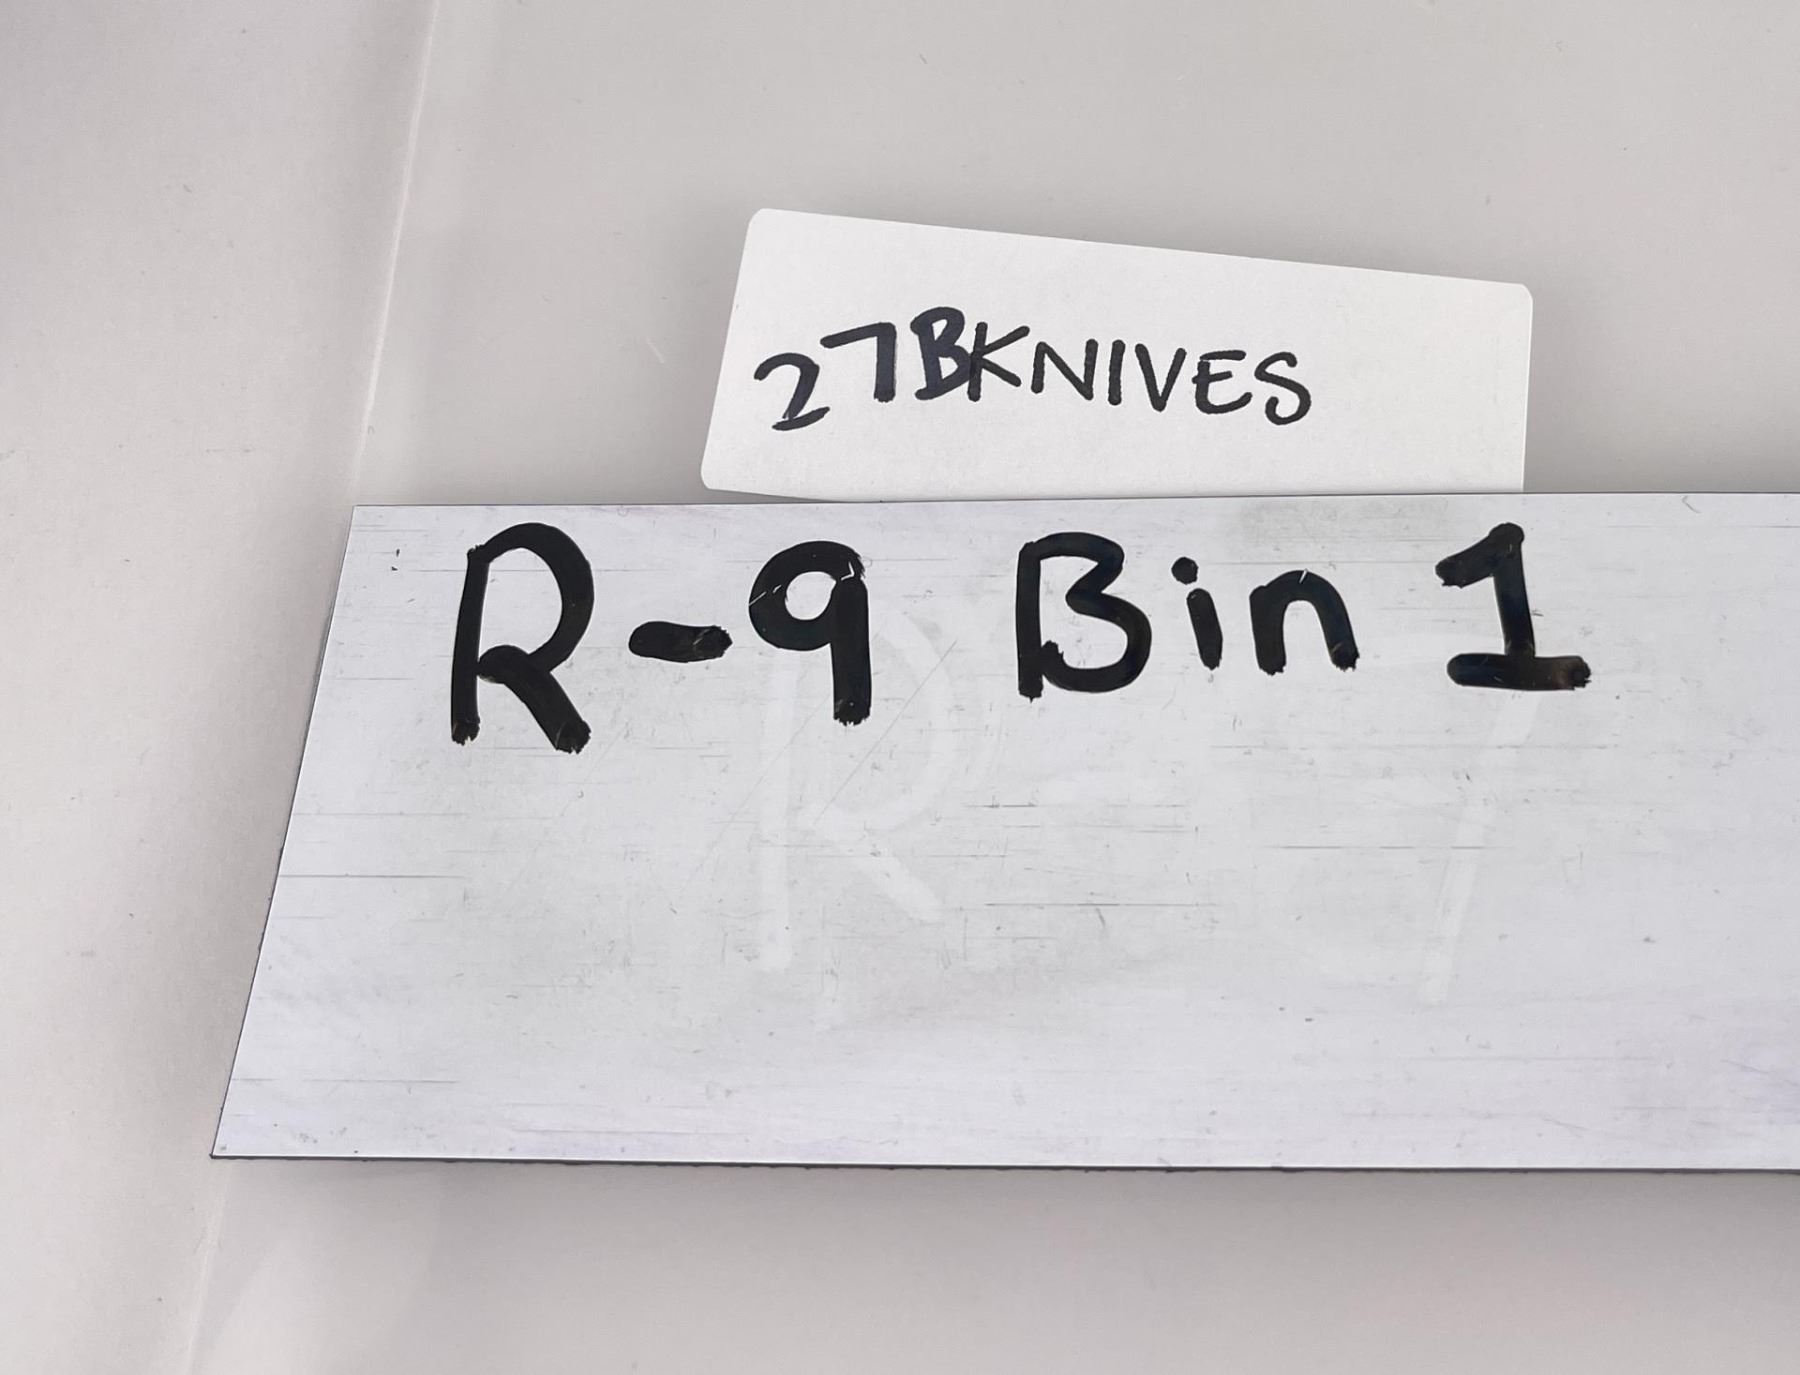 27BKNIVES
R-9 Bin 1